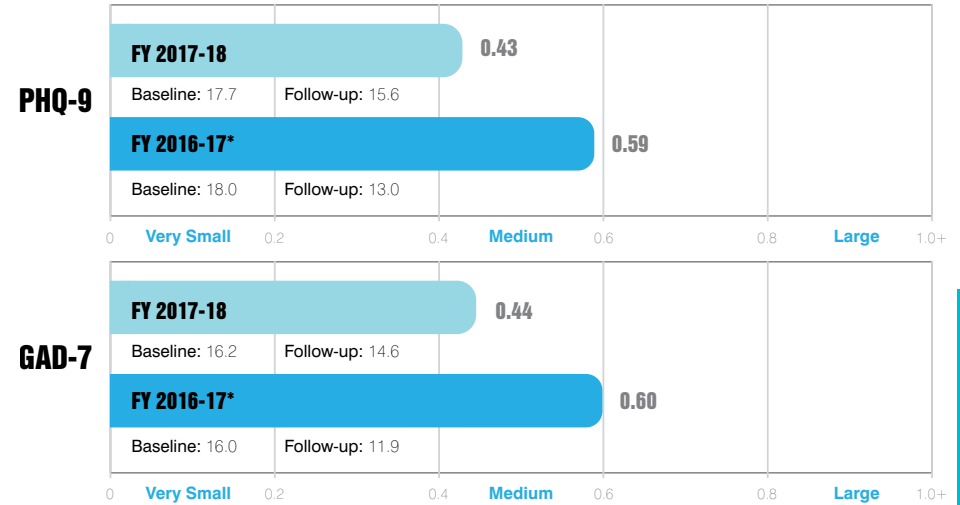 FY 2017-18
0.43
PHQ-9
Baseline: 17.7 Follow-up: 15.6
FY 2016-17*
0.59
Baseline: 18.0 Follow-up: 13.0
0 Very Small 0.2 0.4 Medium 0.6 0.8 Large 1.0+
FY 2017-18
0.44
GAD-7
Baseline: 16.2 Follow-up: 14.6
FY 2016-17*
0.60
Baseline: 16.0 Follow-up: 11.9
0 Very Small 0.2 0.4 Medium 0.6 0.8 Large 1.0+